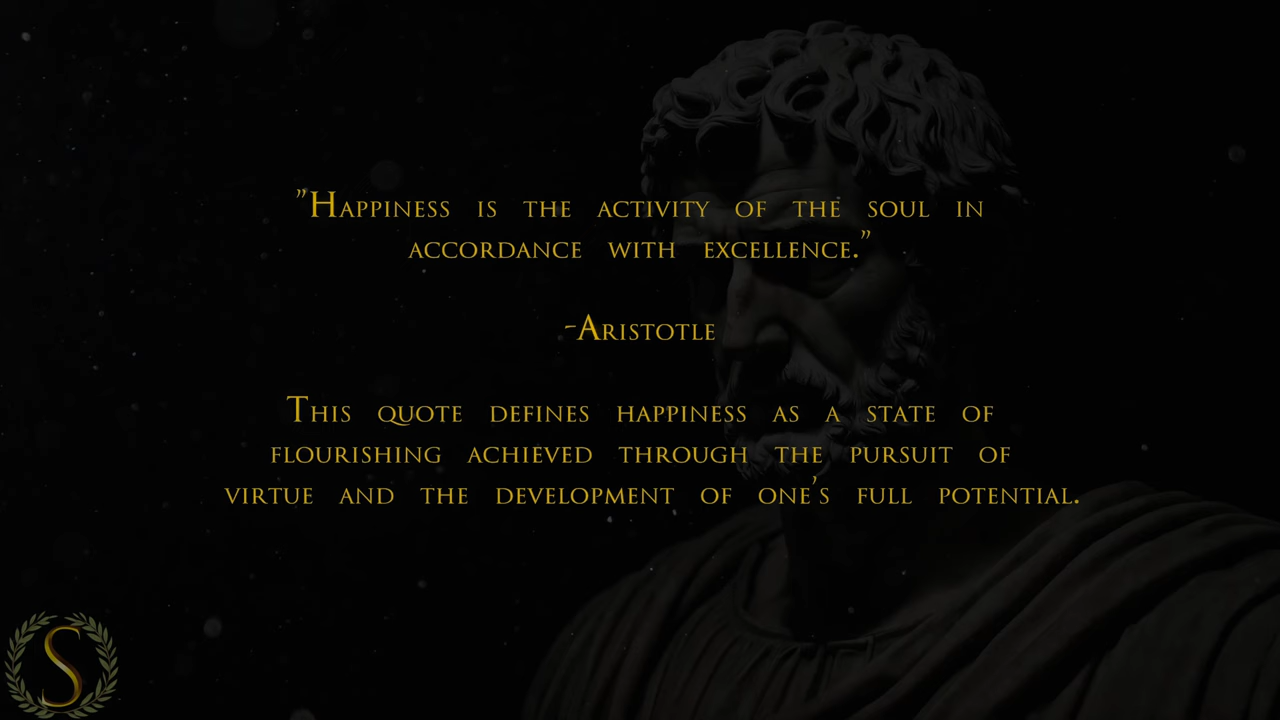 "Happiness is the activity of the soul in
accordance with excellence."
-Aristotle
This quote defines happiness as a state of
flourishing achieved through the pursuit of
virtue and the development of one's full potential.
S